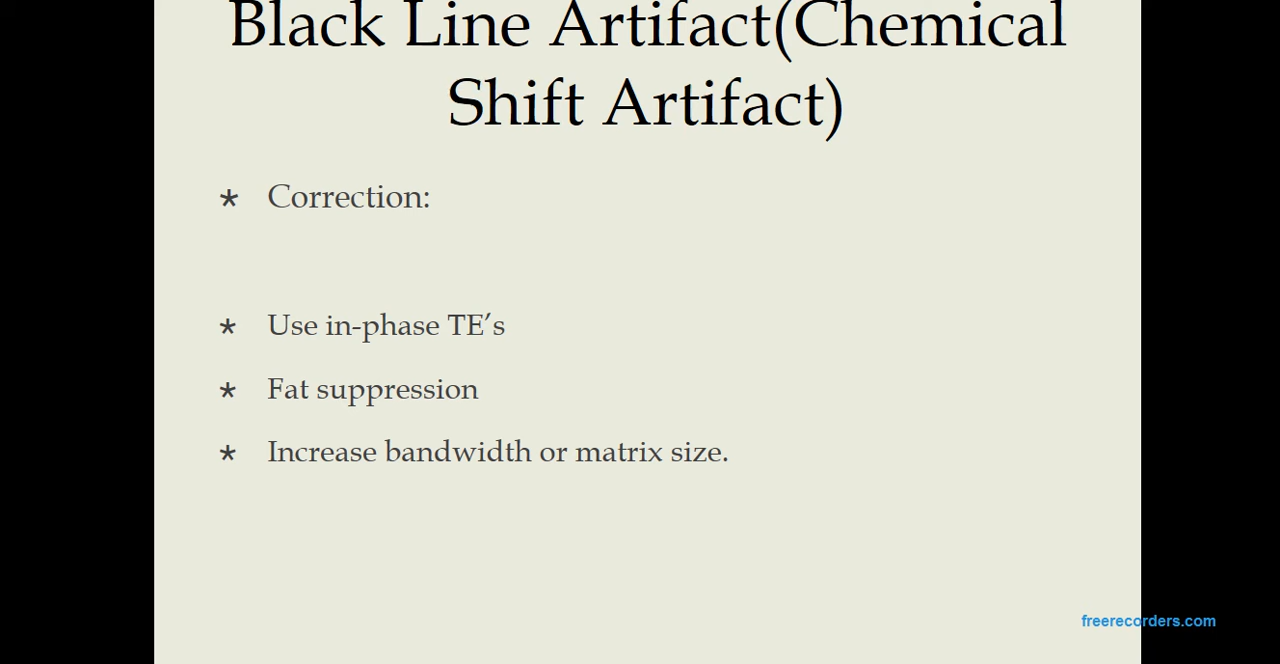 Black Line Artifact(Chemical
Shift Artifact)
* Correction:
* Use in-phase TE’s
* Fat suppression
* Increase bandwidth or matrix size.
freerecorders.com